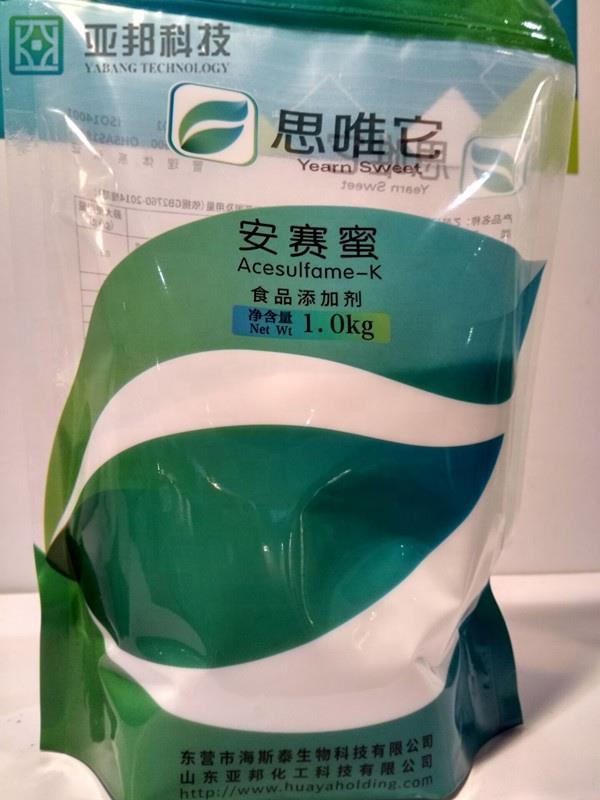 亚邦科技
YABANG TECHNOLOGY
思唯它
Yearn Sweet
安赛蜜
Acesulfame-K
食品添加剂
净含量
Net Wt 1.0kg
东营市海斯泰生物科技有限公司
山东亚邦化工科技有限公司
http://www.huayaholding.com